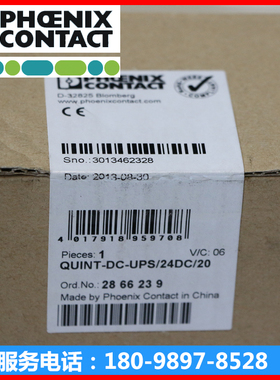 PHOENIX
CONTACT
PHOENIX
CONTACT
D-32825 Blomberg
www.phoenixcontact.com
Sno.: 3013462328
Date: 2013-08-30
4 017918 959708
Pieces: 1
V/C: 06
QUINT-DC-UPS/24DC/20
Ord.No.: 28 66 23 9
Made by Phoenix Contact in China
服务电话：180-9897-8528